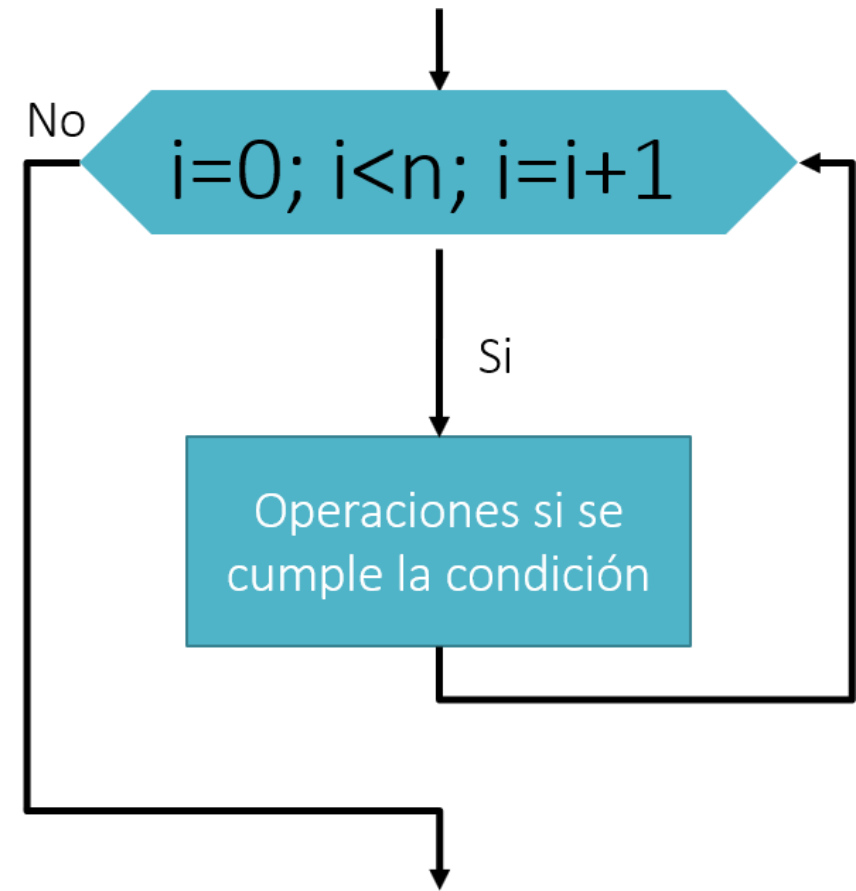 No
i=0; i<n; i=i+1
Si
Operaciones si se
cumple la condición